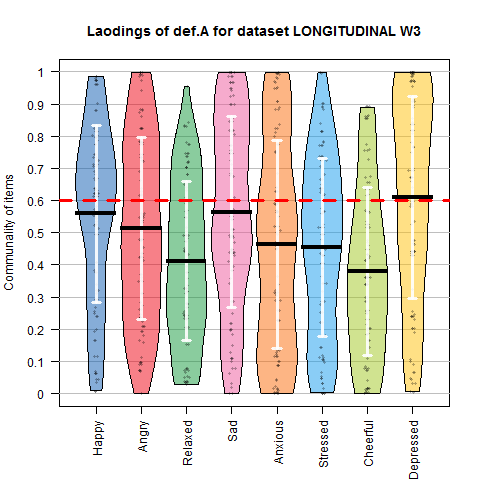 Laodings of def.A for dataset LONGITUDINAL W3
Communality of items
1
0.9
0.8
0.7
0.6
0.5
0.4
0.3
0.2
0.1
0
Happy
Angry
Relaxed
Sad
Anxious
Stressed
Cheerful
Depressed